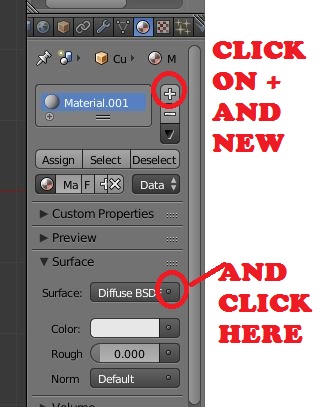 Cu M
CLICK
ON +
AND
NEW
Material.001
Assign Select Deselect
Ma F Data
Custom Properties
Preview
Surface
Surface: Diffuse BSDF
AND
CLICK
HERE
Color:
Rough 0.000
Norm Default
Volume